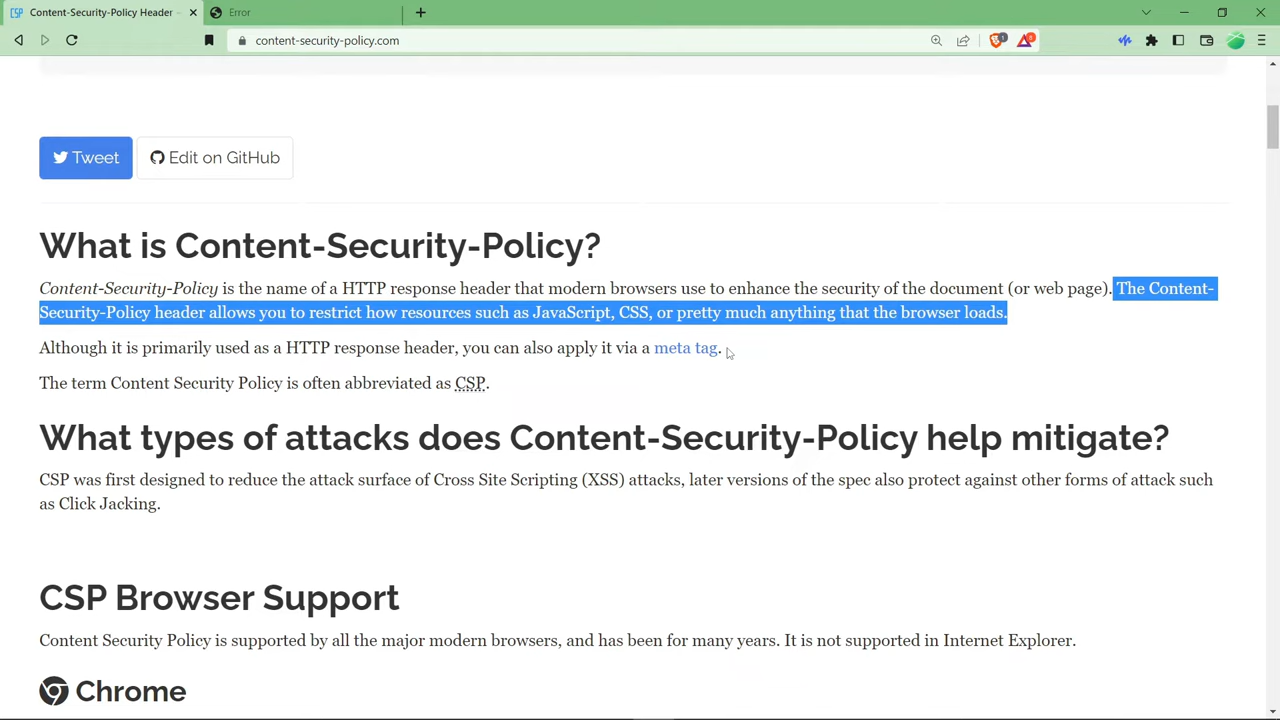 Content-Security-Policy Header
Error
content-security-policy.com
1
8
Tweet
Edit on GitHub
What is Content-Security-Policy?
Content-Security-Policy is the name of a HTTP response header that modern browsers use to enhance the security of the document (or web page). The Content-
Security-Policy header allows you to restrict how resources such as JavaScript, CSS, or pretty much anything that the browser loads.
Although it is primarily used as a HTTP response header, you can also apply it via a meta tag.
The term Content Security Policy is often abbreviated as CSP.
What types of attacks does Content-Security-Policy help mitigate?
CSP was first designed to reduce the attack surface of Cross Site Scripting (XSS) attacks, later versions of the spec also protect against other forms of attack such
as Click Jacking.
CSP Browser Support
Content Security Policy is supported by all the major modern browsers, and has been for many years. It is not supported in Internet Explorer.
Chrome